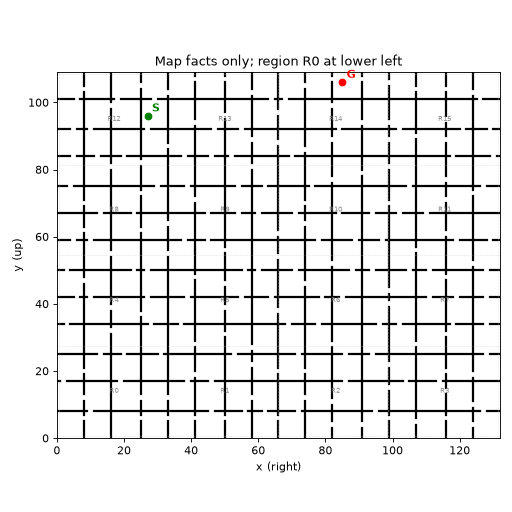 Map facts only; region R0 at lower left
G
100
S
R12
R13
R14
R15
80
R8
R9
R10
R11
60
y (up)
40
R4
R5
R6
R7
20
R0
R1
R2
R3
0
0 20 40 60 80 100 120
x (right)